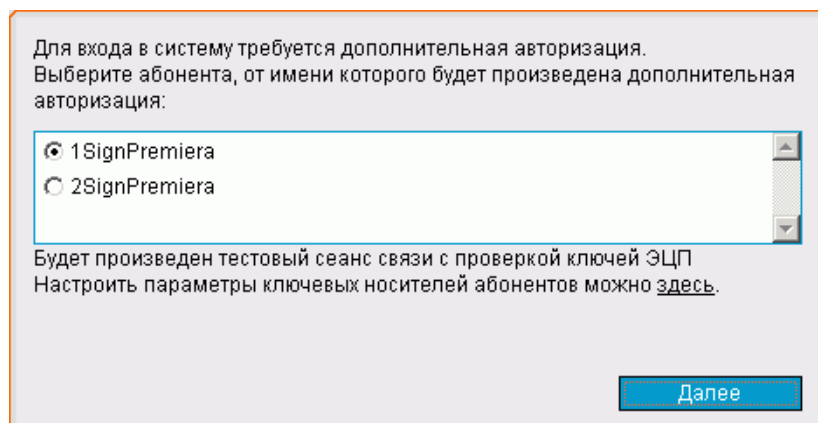 Для входа в систему требуется дополнительная авторизация.
Выберите абонента, от имени которого будет произведена дополнительная
авторизация:
1SignPremiera
2SignPremiera
Будет произведен тестовый сеанс связи с проверкой ключей ЭЦП
Настроить параметры ключевых носителей абонентов можно здесь.
Далее